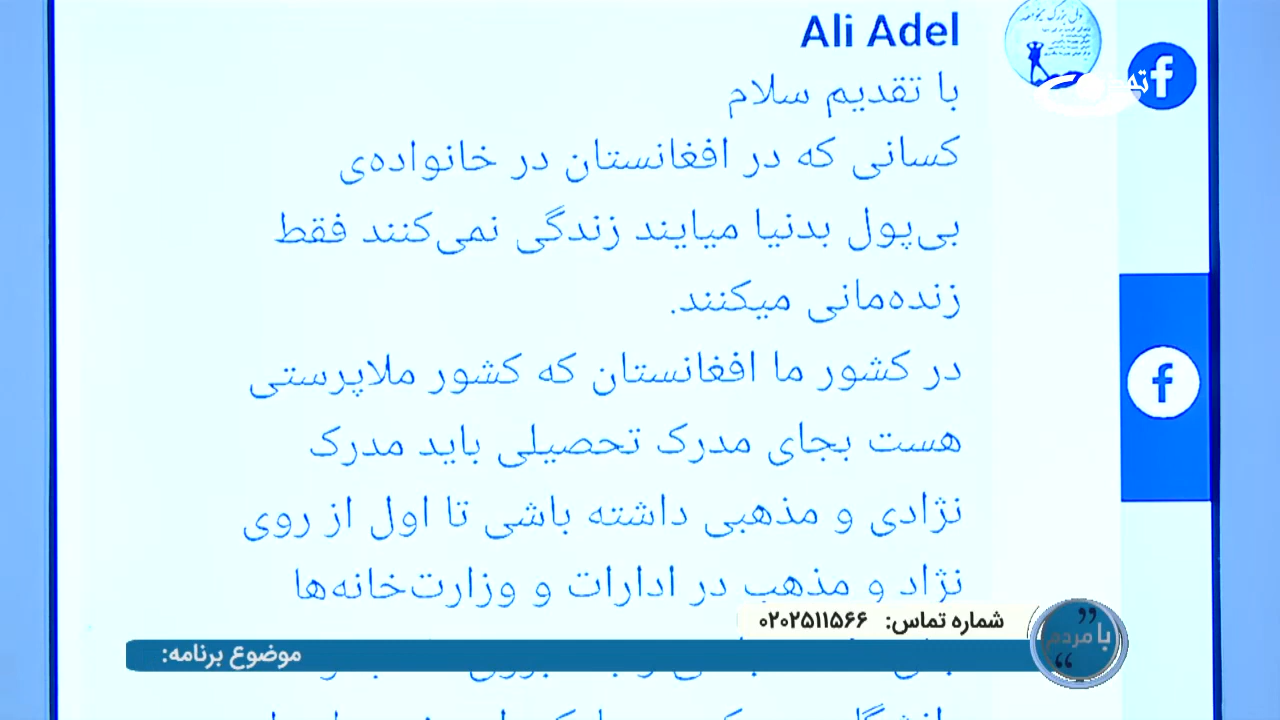 Ali Adel
با تقدیم سلام
کسانی که در افغانستان در خانواده‌ی
بی‌پول بدنیا میایند زندگی نمی‌کنند فقط
زنده‌مانی میکنند.
در کشور ما افغانستان که کشور ملاپرستی
هست بجای مدرک تحصیلی باید مدرک
نژادی و مذهبی داشته باشی تا اول از روی
نژاد و مذهب در ادارات و وزارت‌خانه‌ها
شماره تماس: ۰۲۰۲۵۱۱۵۶۶
موضوع برنامه:
با مردم